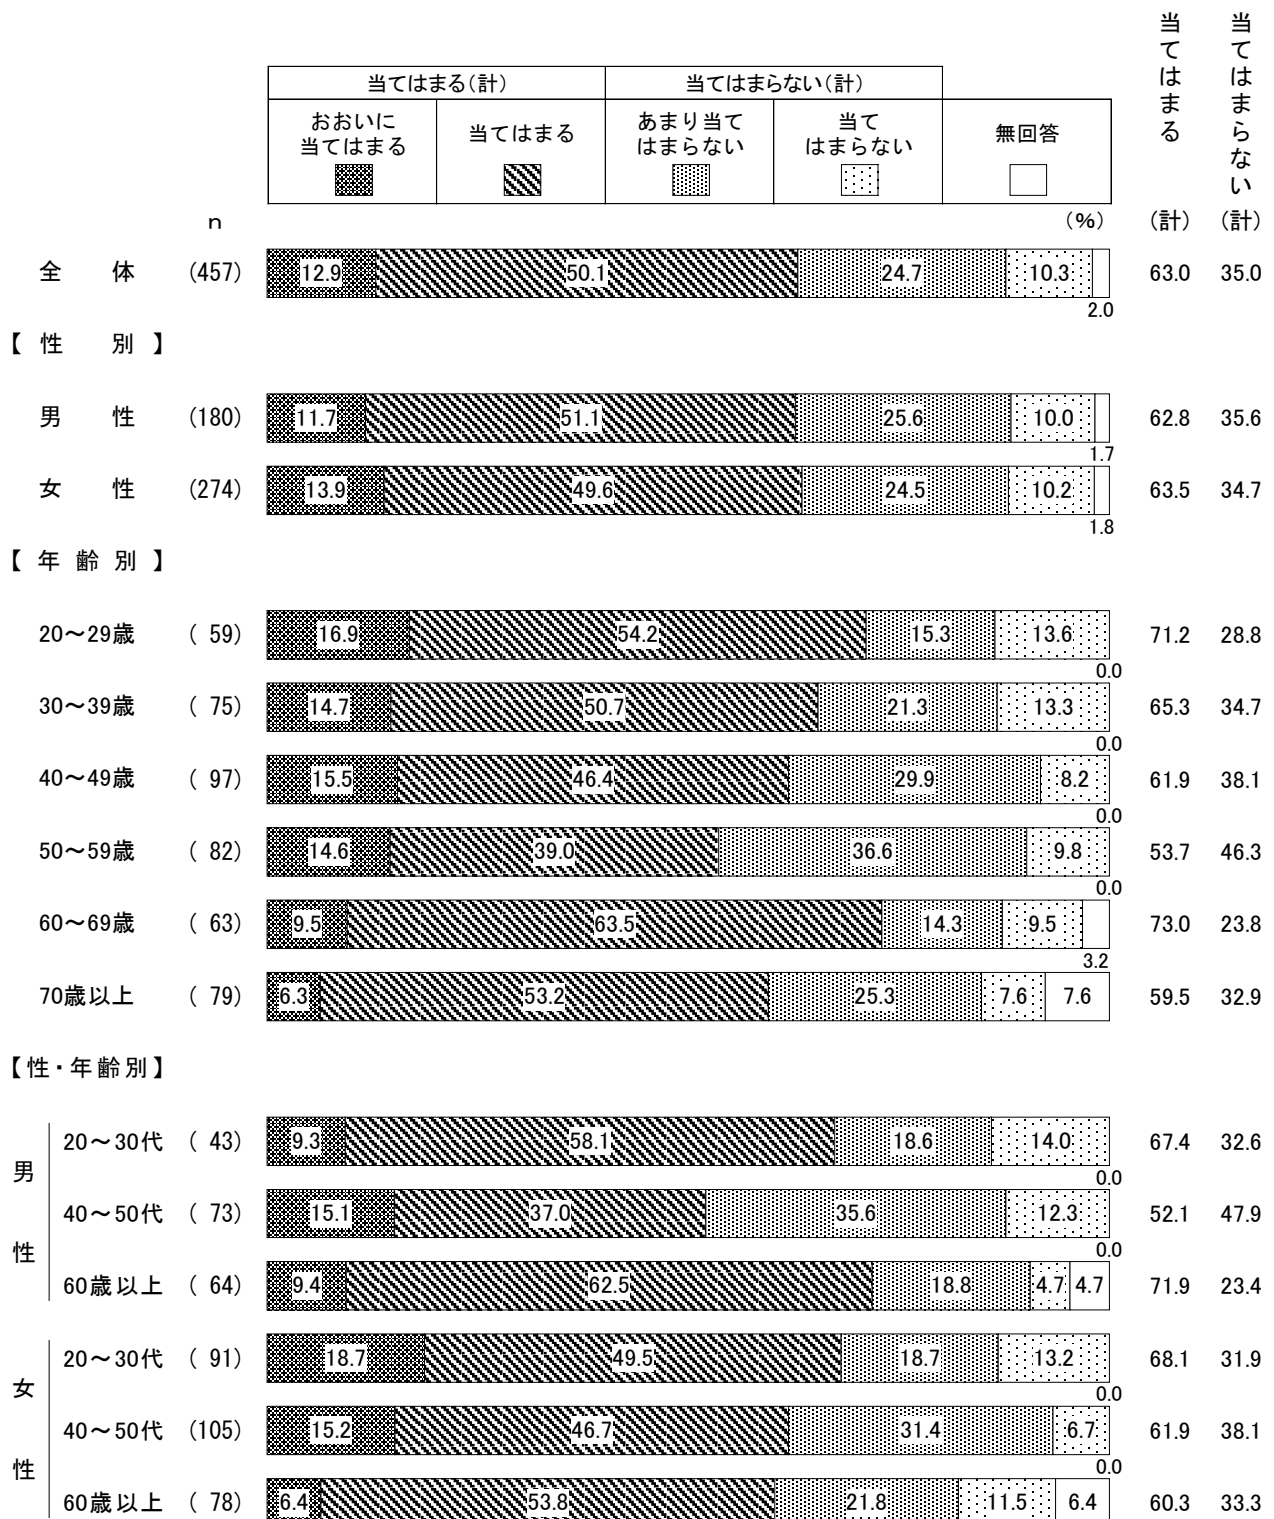 当てはまる
当てはまらない
当てはまる(計) 当てはまらない(計)
おおいに当てはまる 当てはまる あまり当てはまらない 当てはまらない 無回答
n (%) (計) (計)
全体 (457) 12.9 50.1 24.7 10.3 63.0 35.0
2.0
【性別】
男性 (180) 11.7 51.1 25.6 10.0 62.8 35.6
1.7
女性 (274) 13.9 49.6 24.5 10.2 63.5 34.7
1.8
【年齢別】
20～29歳 ( 59) 16.9 54.2 15.3 13.6 71.2 28.8
0.0
30～39歳 ( 75) 14.7 50.7 21.3 13.3 65.3 34.7
0.0
40～49歳 ( 97) 15.5 46.4 29.9 8.2 61.9 38.1
0.0
50～59歳 ( 82) 14.6 39.0 36.6 9.8 53.7 46.3
0.0
60～69歳 ( 63) 9.5 63.5 14.3 9.5 73.0 23.8
3.2
70歳以上 ( 79) 6.3 53.2 25.3 7.6 7.6 59.5 32.9
【性・年齢別】
男性
20～30代 ( 43) 9.3 58.1 18.6 14.0 67.4 32.6
0.0
40～50代 ( 73) 15.1 37.0 35.6 12.3 52.1 47.9
0.0
60歳以上 ( 64) 9.4 62.5 18.8 4.7 4.7 71.9 23.4
女性
20～30代 ( 91) 18.7 49.5 18.7 13.2 68.1 31.9
0.0
40～50代 (105) 15.2 46.7 31.4 6.7 61.9 38.1
0.0
60歳以上 ( 78) 6.4 53.8 21.8 11.5 6.4 60.3 33.3